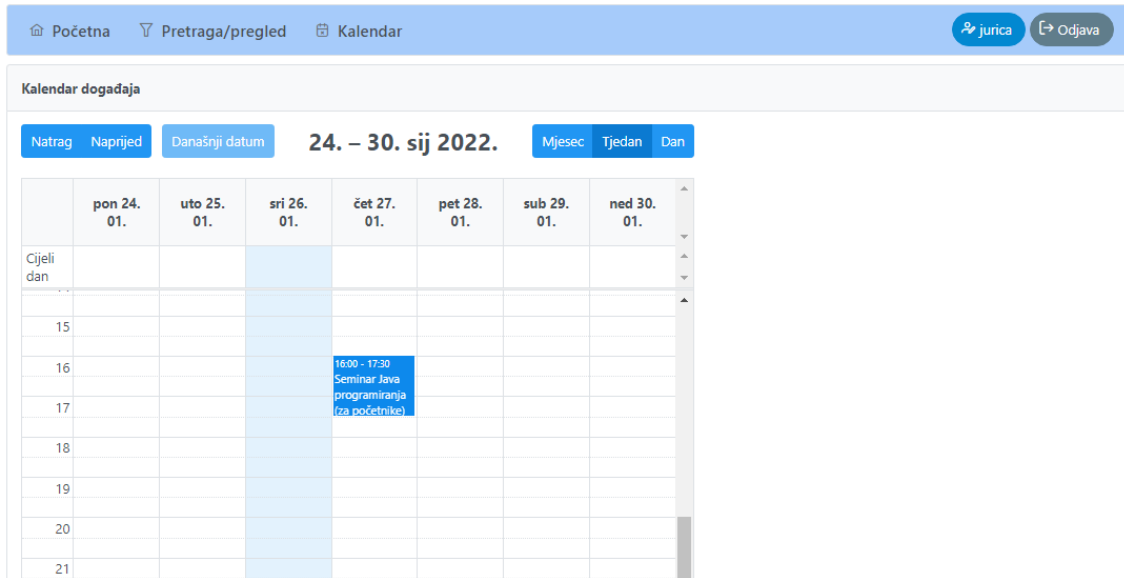 Početna Pretraga/pregled Kalendar jurica Odjava
Kalendar događaja
Natrag Naprijed Današnji datum 24. – 30. sij 2022. Mjesec Tjedan Dan
pon 24. uto 25. sri 26. čet 27. pet 28. sub 29. ned 30.
01. 01. 01. 01. 01. 01. 01.
Cijeli
dan
15
16
16:00 - 17:30
Seminar Java
programiranja
(za početnike)
17
18
19
20
21